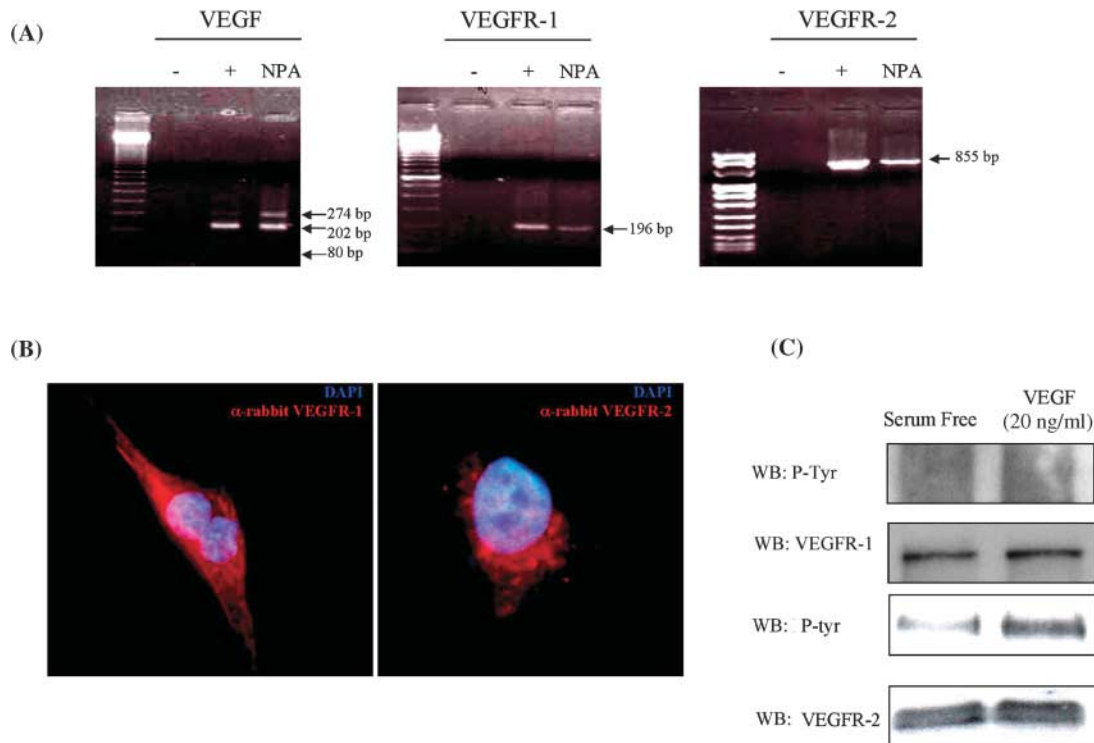 (A)
VEGF
VEGFR-1
VEGFR-2
- + NPA
- + NPA
- + NPA
274 bp
202 bp
80 bp
196 bp
855 bp
(B)
DAPI
α-rabbit VEGFR-1
DAPI
α-rabbit VEGFR-2
(C)
Serum Free
VEGF
(20 ng/ml)
WB: P-Tyr
WB: VEGFR-1
WB: P-tyr
WB: VEGFR-2